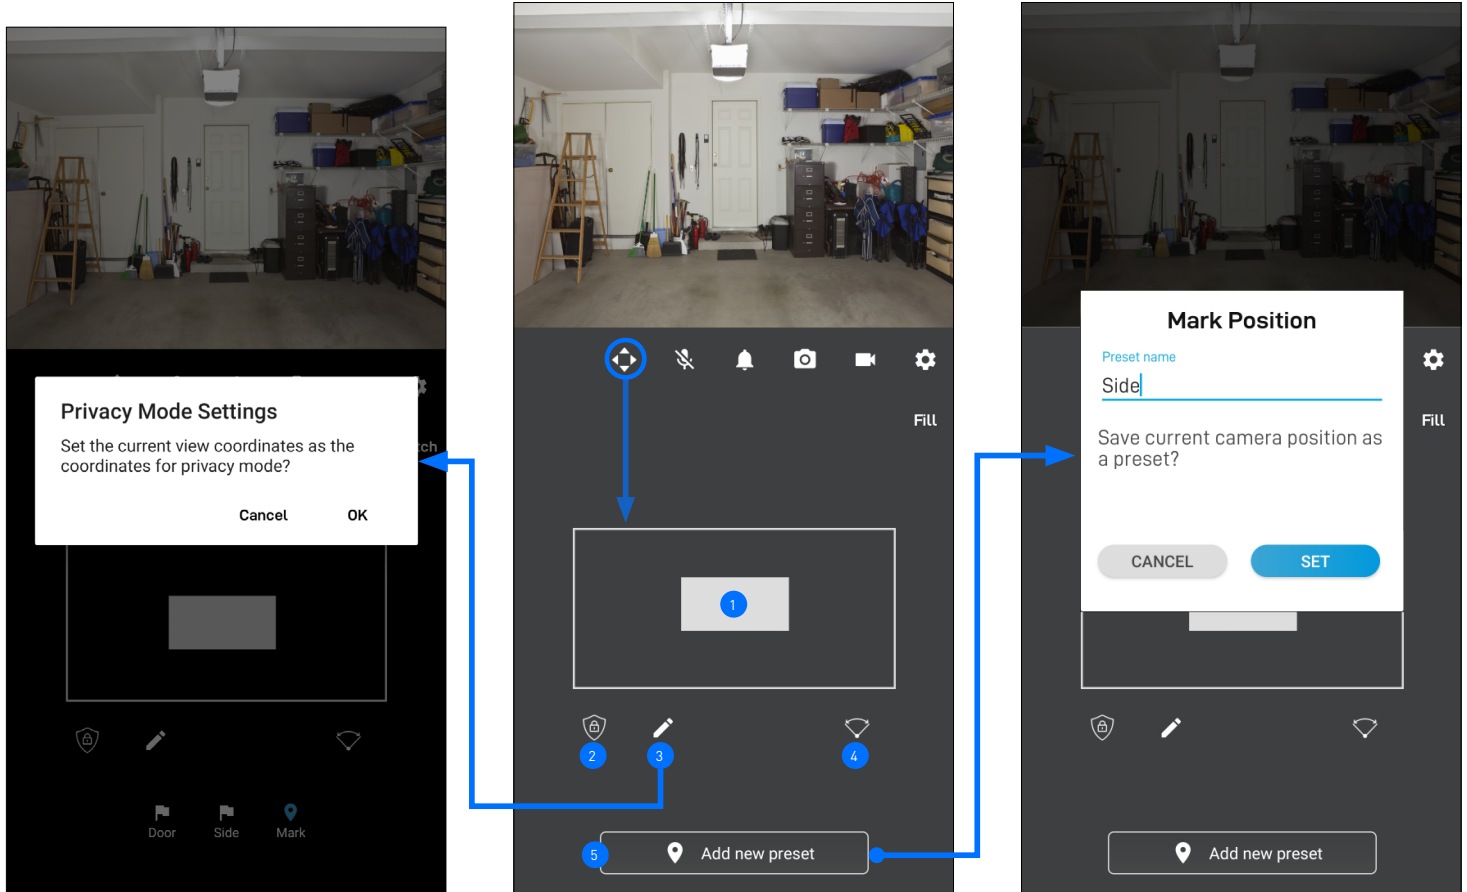 Privacy Mode Settings
Set the current view coordinates as the
coordinates for privacy mode?
Cancel OK
tch
Door Side Mark
Fill
1
2 3 4
5 Add new preset
Mark Position
Preset name
Side
Fill
Save current camera position as
a preset?
CANCEL SET
Add new preset